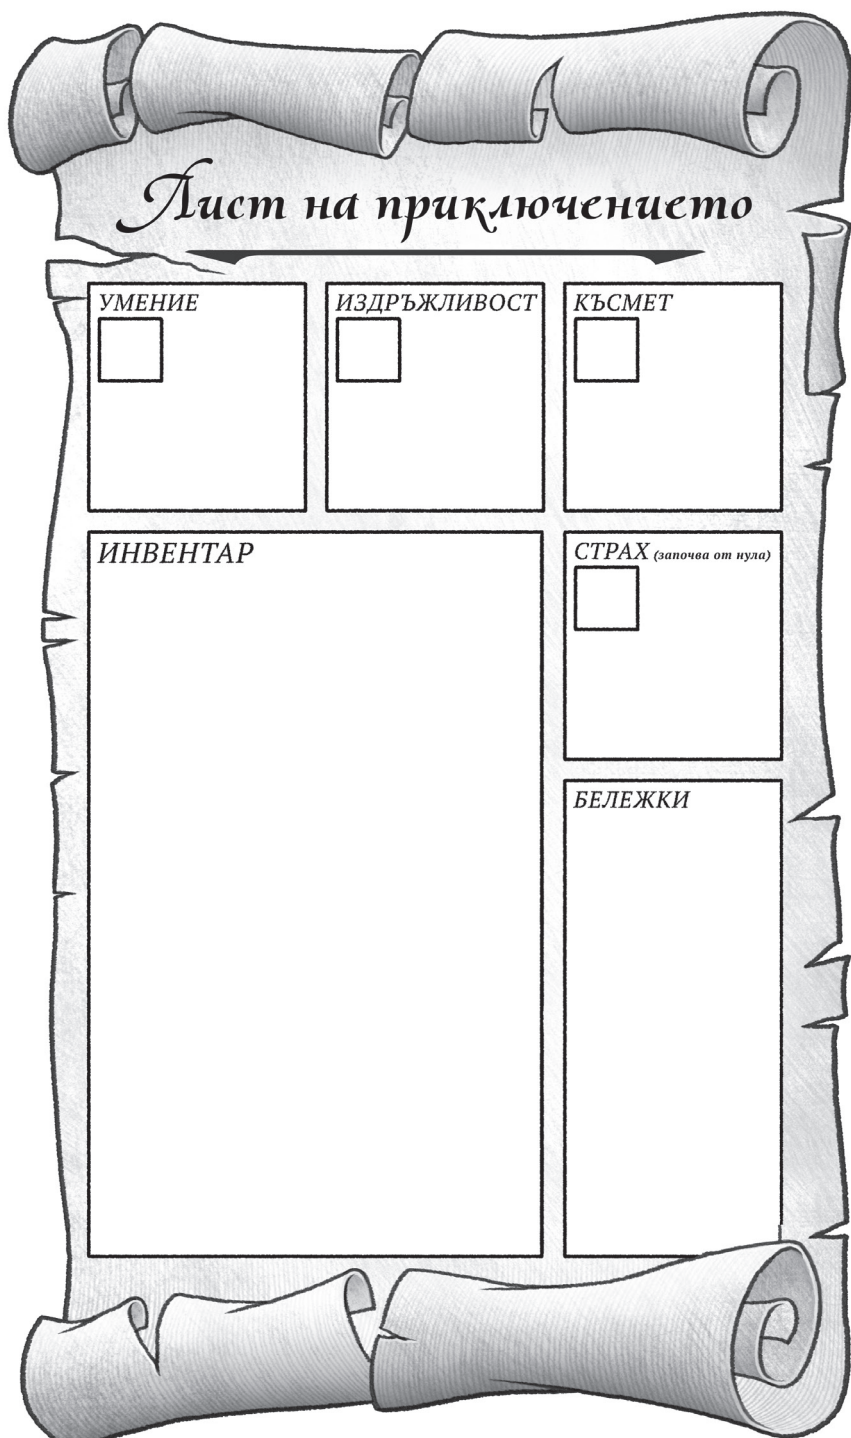 Лист на приключението
УМЕНИЕ
ИЗДРЪЖЛИВОСТ
КЪСМЕТ
ИНВЕНТАР
СТРАХ (започва от нула)
БЕЛЕЖКИ